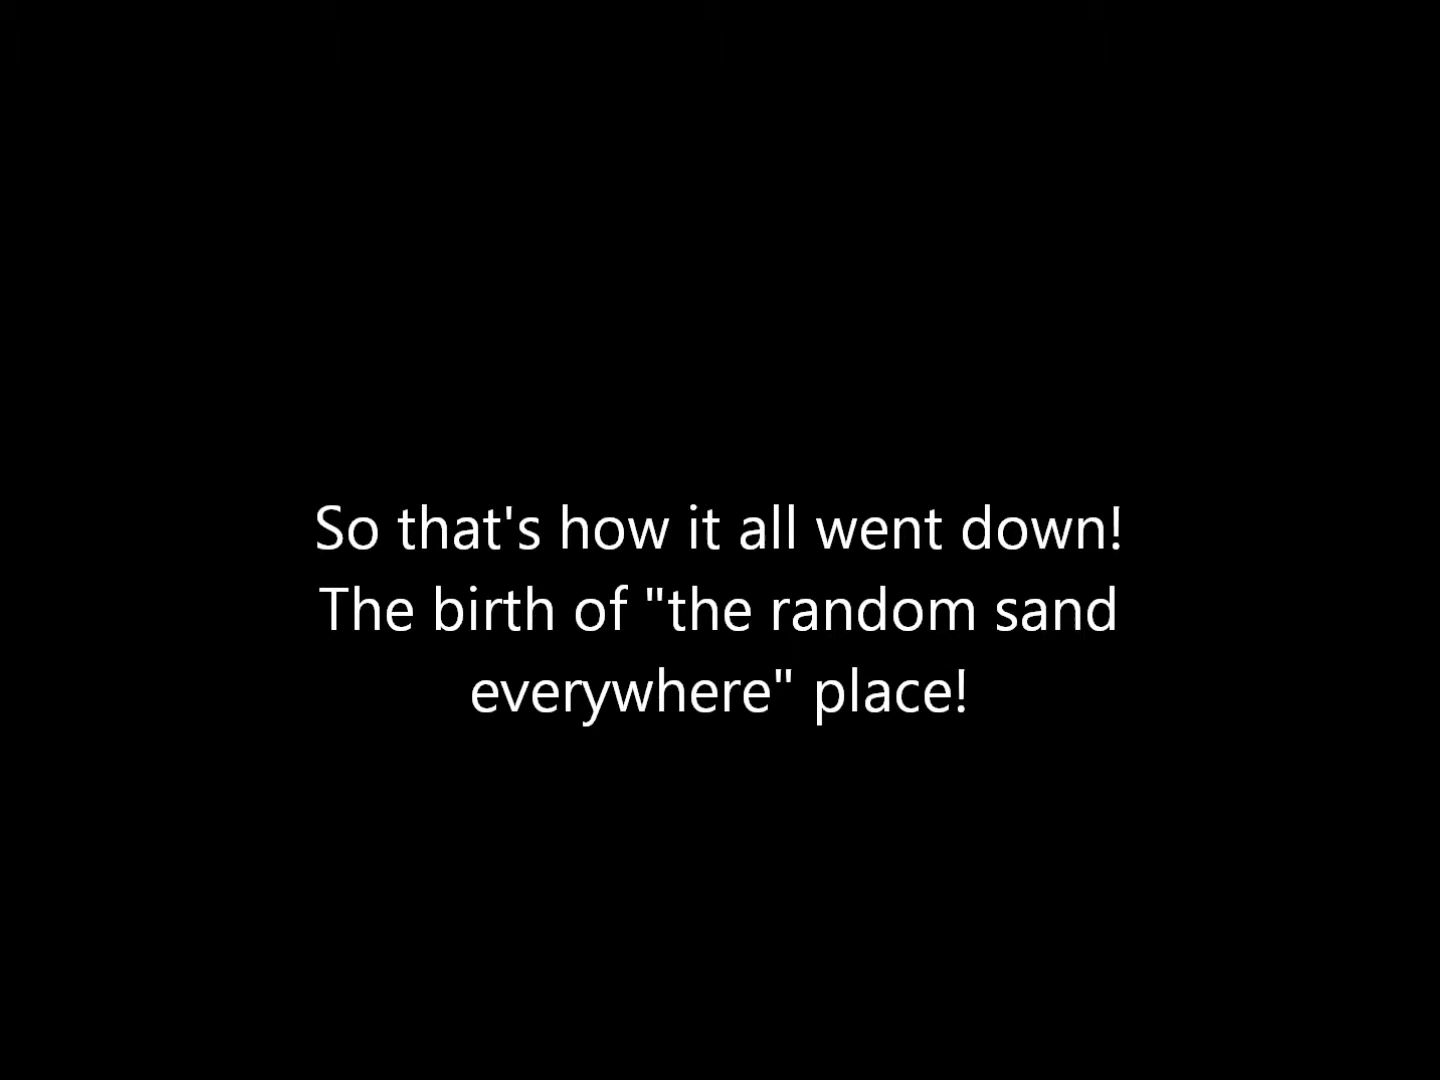 So that's how it all went down!
The birth of "the random sand
everywhere" place!